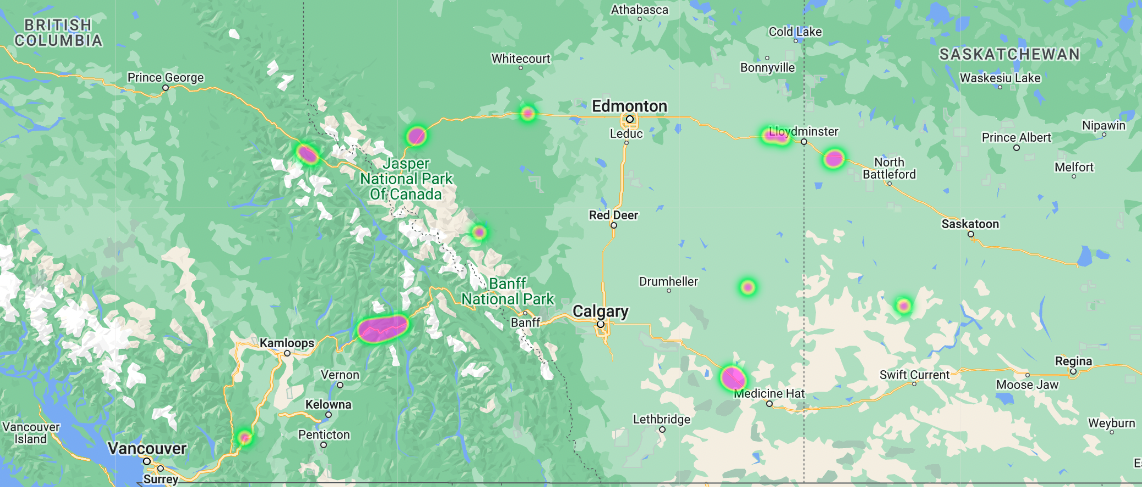 Athabasca
BRITISH
COLUMBIA
Cold Lake
SASKATCHEWAN
Whitecourt
Bonnyville
Waskesiu Lake
Prince George
Edmonton
Nipawin
Leduc
Lloydminster
Prince Albert
Jasper
National Park
Of Canada
North
Battleford
Melfort
Red Deer
Saskatoon
Banff
National Park
Drumheller
Calgary
Banff
Kamloops
Regina
Vernon
Swift Current
Moose Jaw
Medicine Hat
Kelowna
Lethbridge
Weyburn
Vancouver
Island
Penticton
Vancouver
Surrey
E